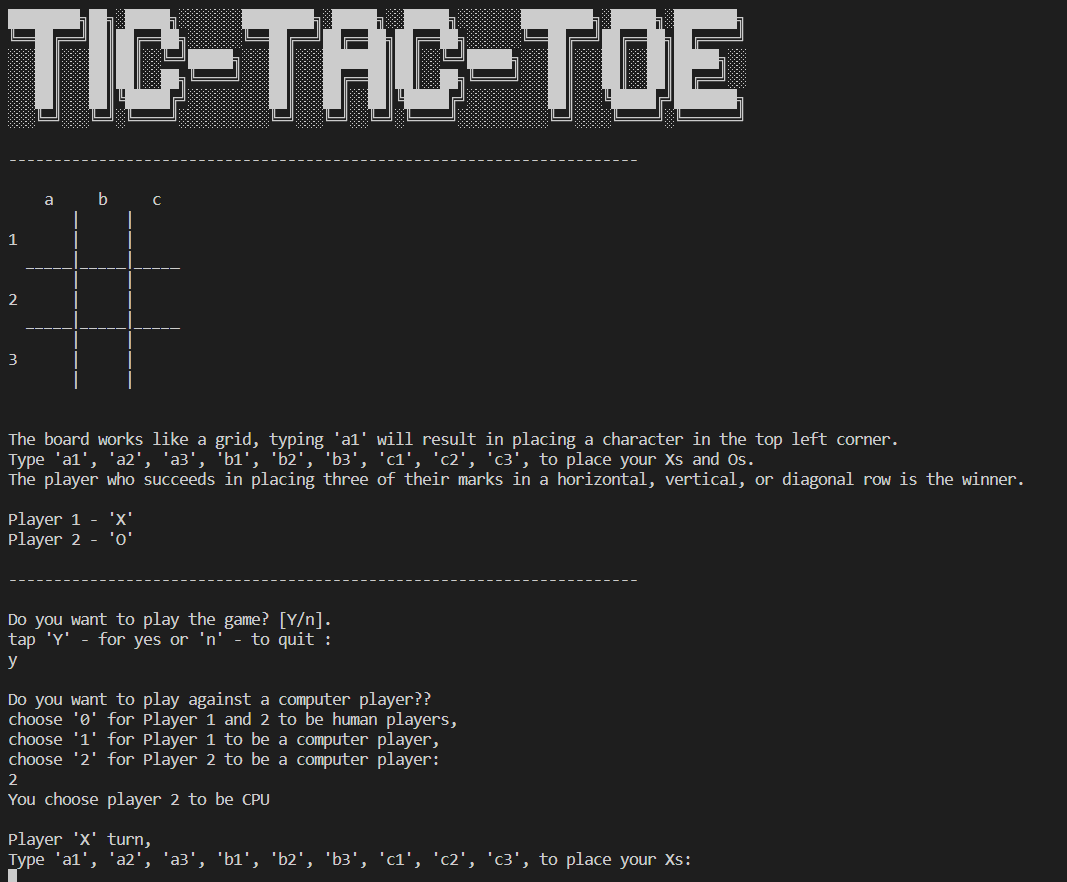 TIC-TAC-TOE
----------------------------------------------------------------------
a b c
1
2
3
The board works like a grid, typing 'a1' will result in placing a character in the top left corner.
Type 'a1', 'a2', 'a3', 'b1', 'b2', 'b3', 'c1', 'c2', 'c3', to place your Xs and Os.
The player who succeeds in placing three of their marks in a horizontal, vertical, or diagonal row is the winner.
Player 1 - 'X'
Player 2 - 'O'
----------------------------------------------------------------------
Do you want to play the game? [Y/n].
tap 'Y' - for yes or 'n' - to quit :
y
Do you want to play against a computer player??
choose '0' for Player 1 and 2 to be human players,
choose '1' for Player 1 to be a computer player,
choose '2' for Player 2 to be a computer player:
2
You choose player 2 to be CPU
Player 'X' turn,
Type 'a1', 'a2', 'a3', 'b1', 'b2', 'b3', 'c1', 'c2', 'c3', to place your Xs: